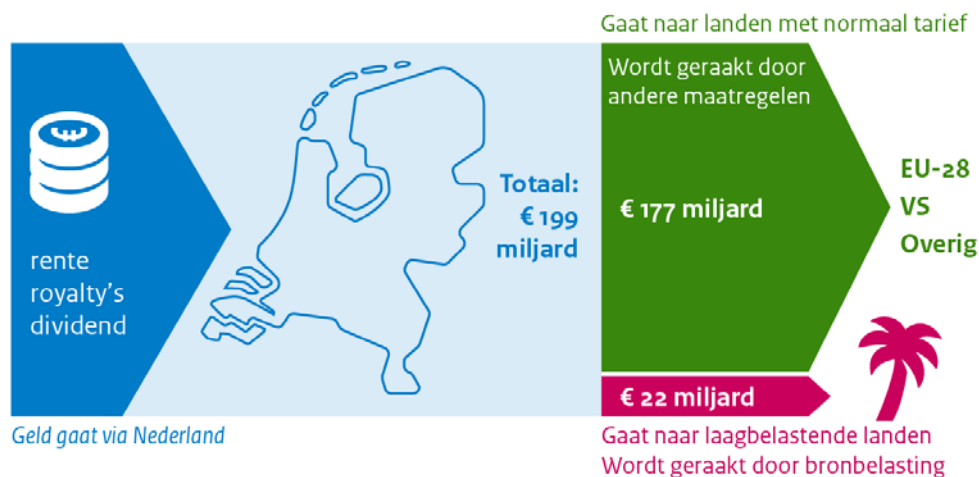 Gaat naar landen met normaal tarief
Wordt geraakt door
andere maatregelen
rente
royalty's
dividend
Totaal:
€ 199
miljard
€ 177 miljard
EU-28
VS
Overig
€ 22 miljard
Geld gaat via Nederland
Gaat naar laagbelastende landen
Wordt geraakt door bronbelasting